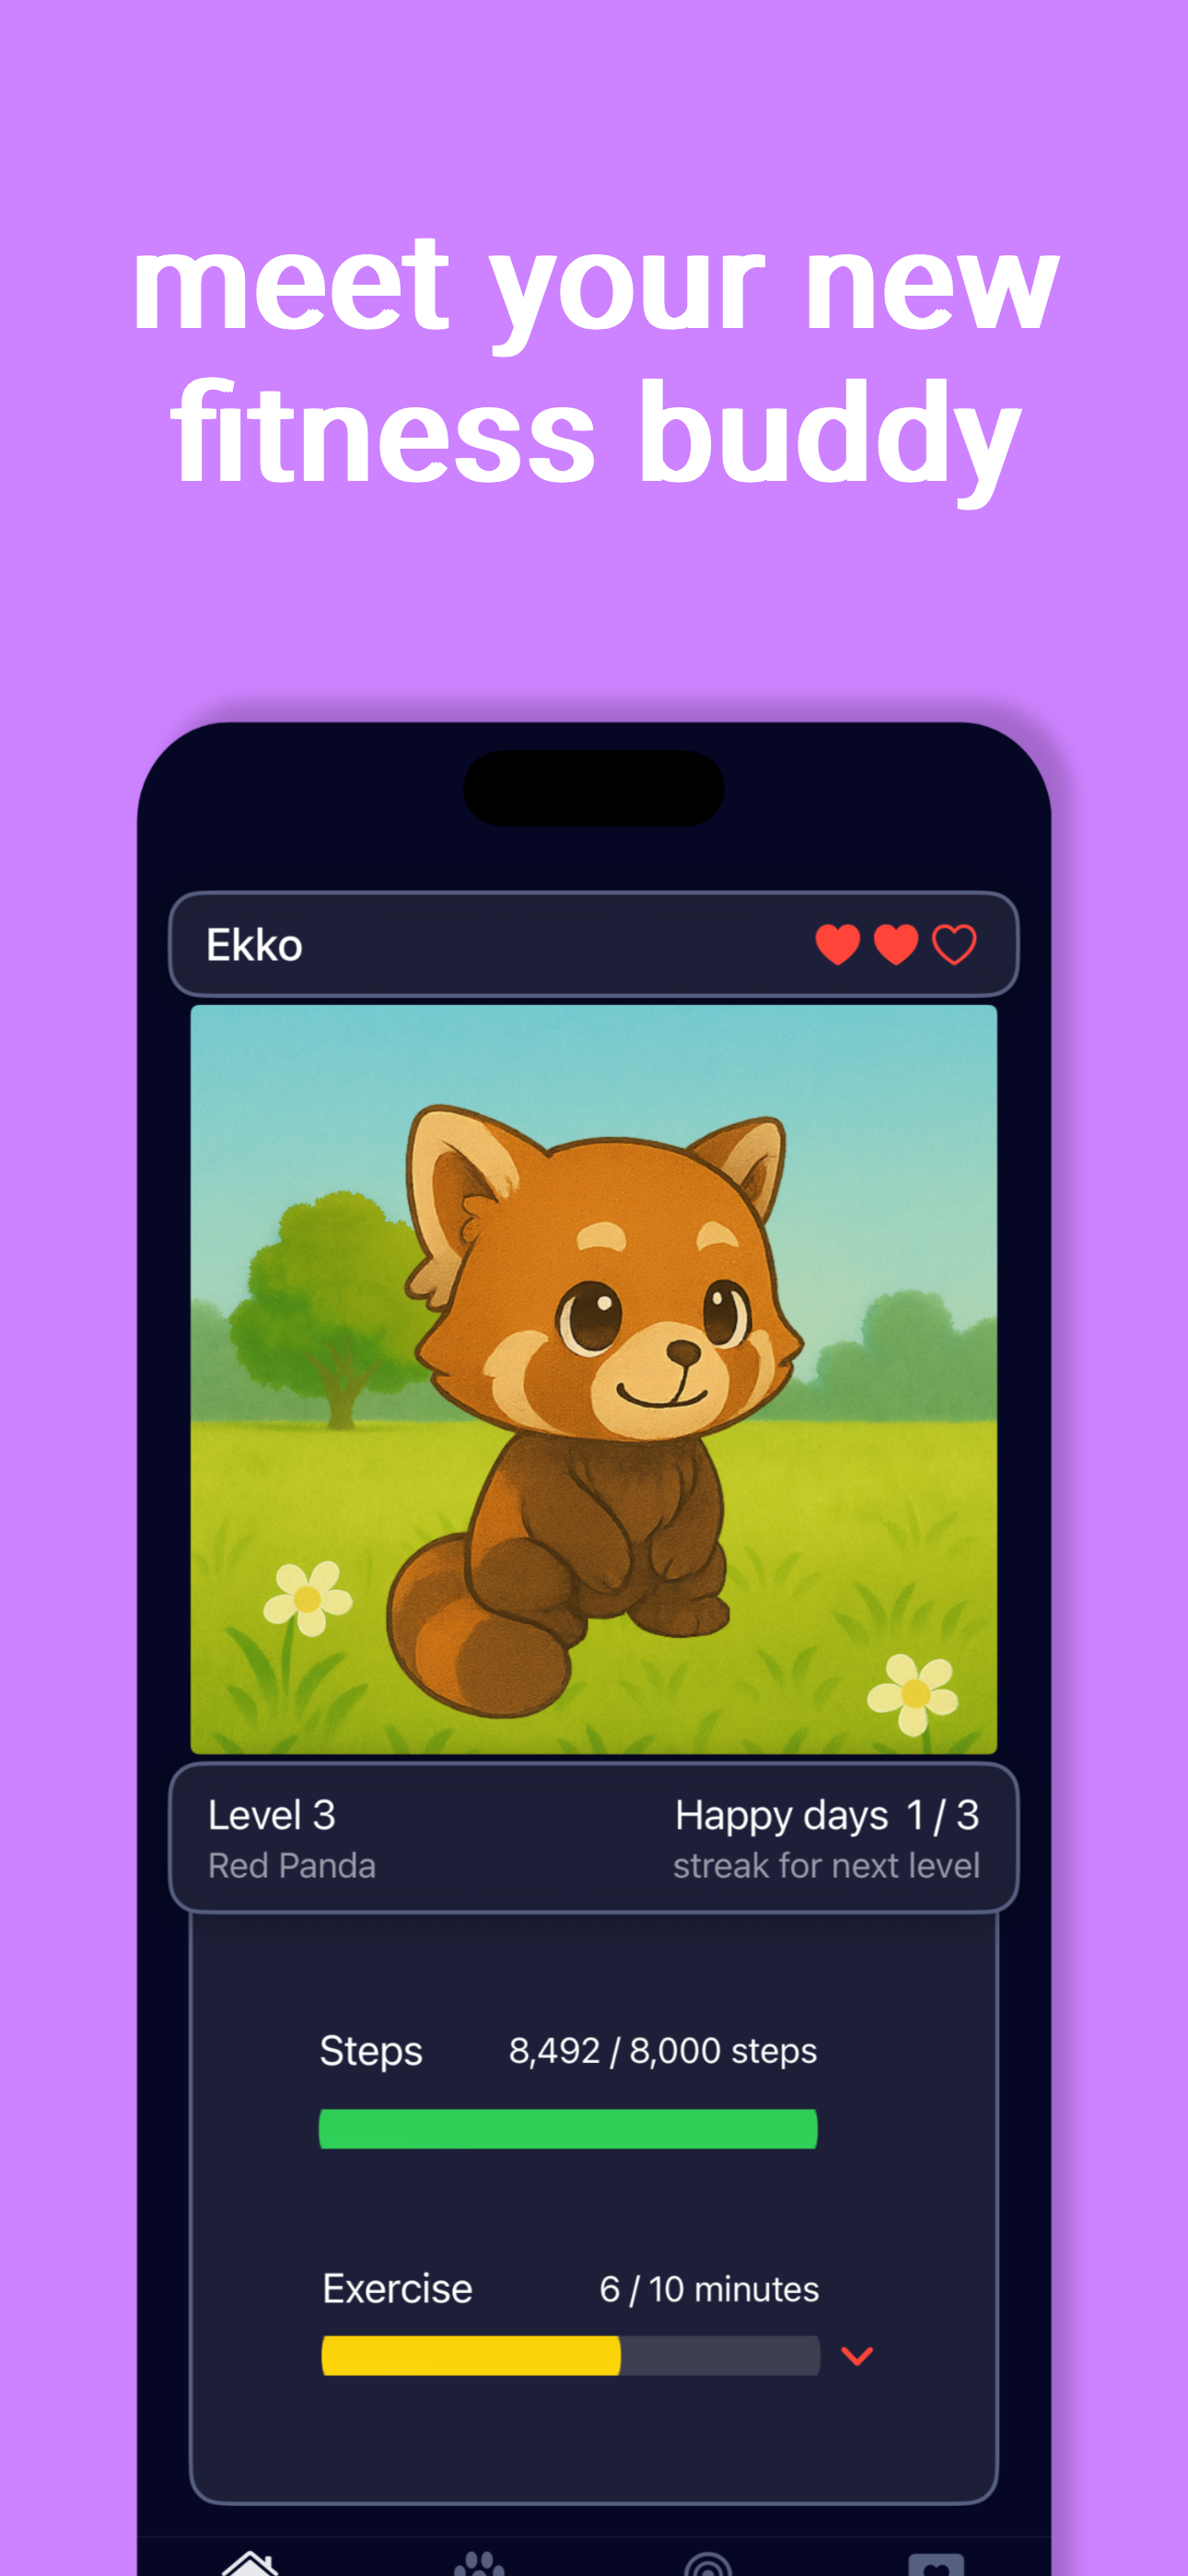 meet your new
fitness buddy
Ekko
Level 3
Happy days 1 / 3
Red Panda
streak for next level
Steps
8,492 / 8,000 steps
Exercise
6 / 10 minutes